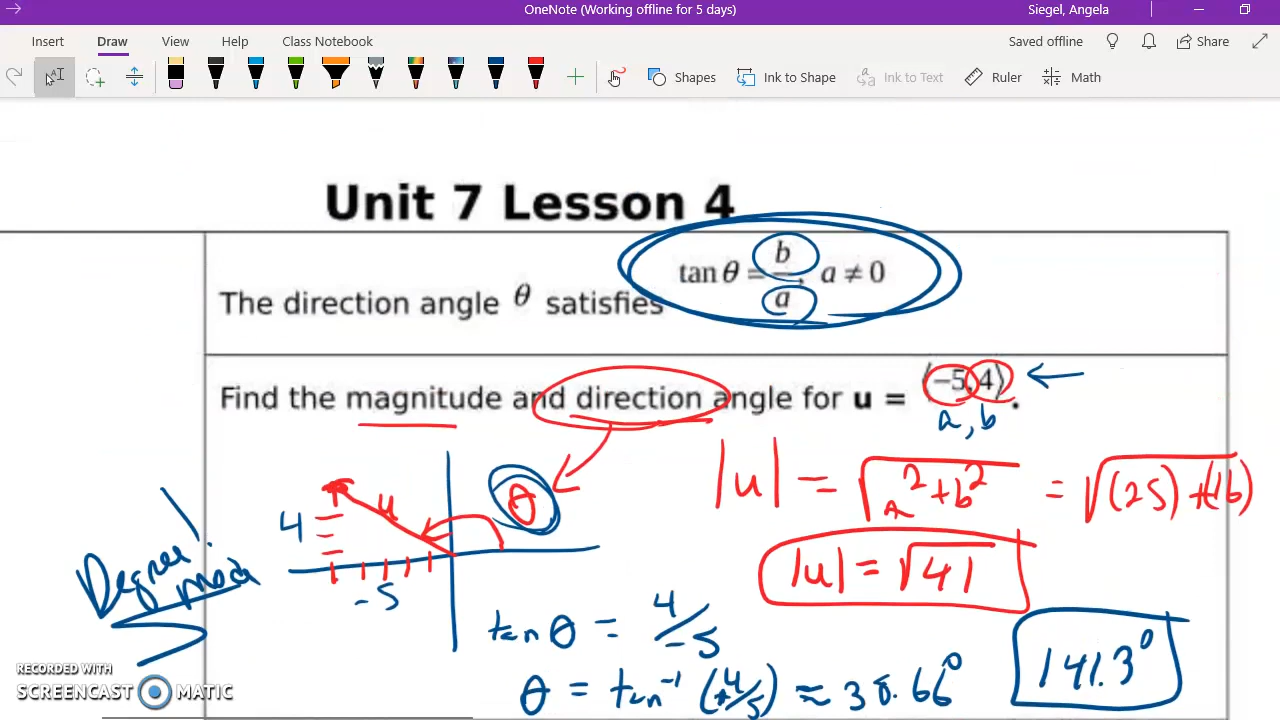 OneNote (Working offline for 5 days)
Siegel, Angela
Insert Draw View Help Class Notebook
Saved offline
Share
Shapes
Ink to Shape
Ink to Text
Ruler
Math
Unit 7 Lesson 4
The direction angle θ satisfies tan θ = b/a, a ≠ 0
Find the magnitude and direction angle for u = ⟨−5, 4⟩.
a, b
|u| = √a²+b² = √(25)+(16)
|u| = √41
θ
u
4
-5
Degree mode!
tan θ = 4/-5
θ = tan⁻¹(+4/5) ≈ 38.66°
141.3°
RECORDED WITH
SCREENCAST MATIC